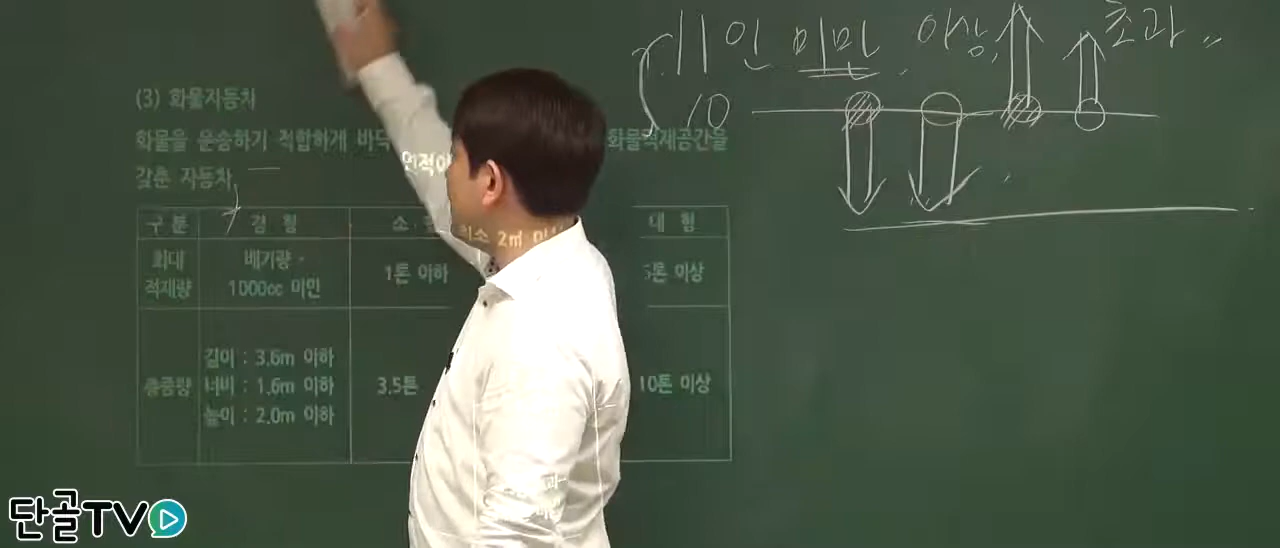 11인 미만 이상 초과
10
(3) 화물자동차
화물을 운송하기 적합하게 바닥 화물적재공간을
갖춘 자동차
최소 2㎡
구 분 경 형 소 대 형
최대 배기량
적재량 1000cc 미만 1톤 이하 5톤 이상
길이 : 3.6m 이하
총중량 너비 : 1.6m 이하 3.5톤 10톤 이상
높이 : 2.0m 이하
단골TV